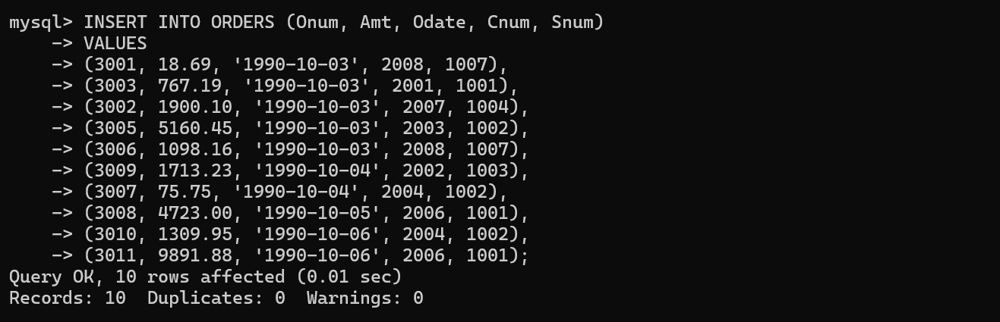 mysql> INSERT INTO ORDERS (Onum, Amt, Odate, Cnum, Snum)
    -> VALUES
    -> (3001, 18.69, '1990-10-03', 2008, 1007),
    -> (3003, 767.19, '1990-10-03', 2001, 1001),
    -> (3002, 1900.10, '1990-10-03', 2007, 1004),
    -> (3005, 5160.45, '1990-10-03', 2003, 1002),
    -> (3006, 1098.16, '1990-10-03', 2008, 1007),
    -> (3009, 1713.23, '1990-10-04', 2002, 1003),
    -> (3007, 75.75, '1990-10-04', 2004, 1002),
    -> (3008, 4723.00, '1990-10-05', 2006, 1001),
    -> (3010, 1309.95, '1990-10-06', 2004, 1002),
    -> (3011, 9891.88, '1990-10-06', 2006, 1001);
Query OK, 10 rows affected (0.01 sec)
Records: 10  Duplicates: 0  Warnings: 0